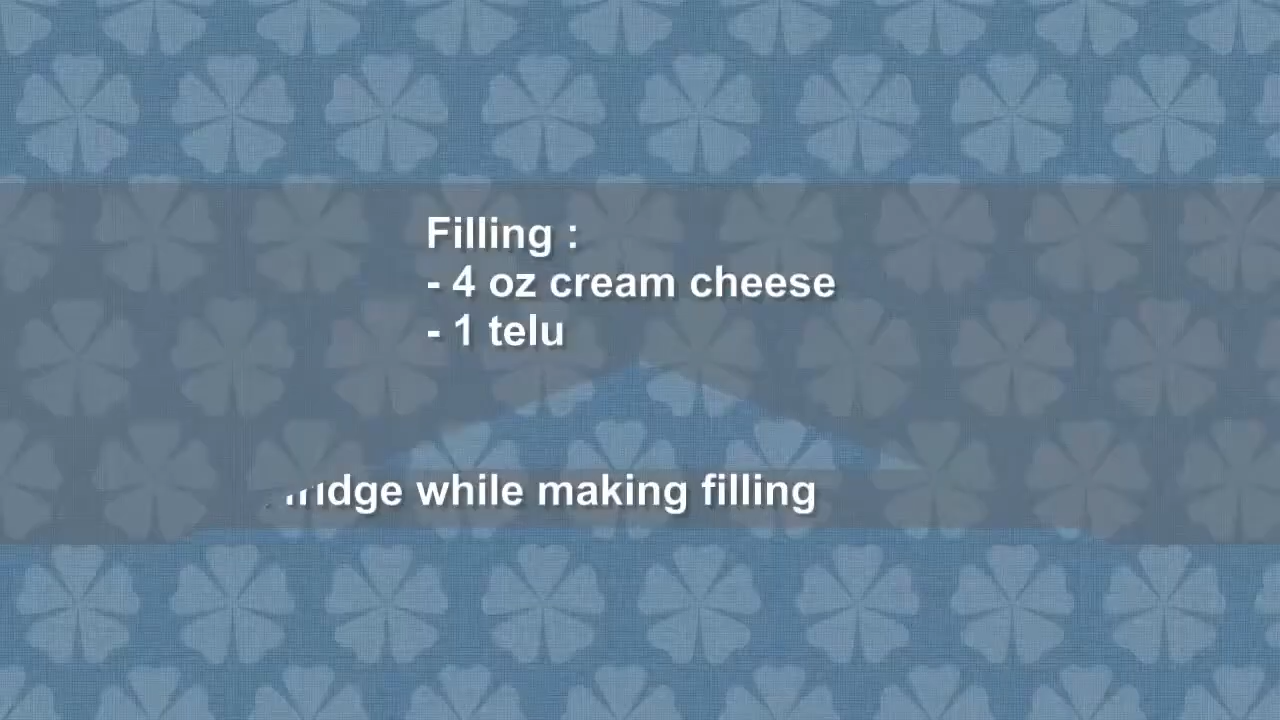 Filling :
- 4 oz cream cheese
- 1 telu
while making filling